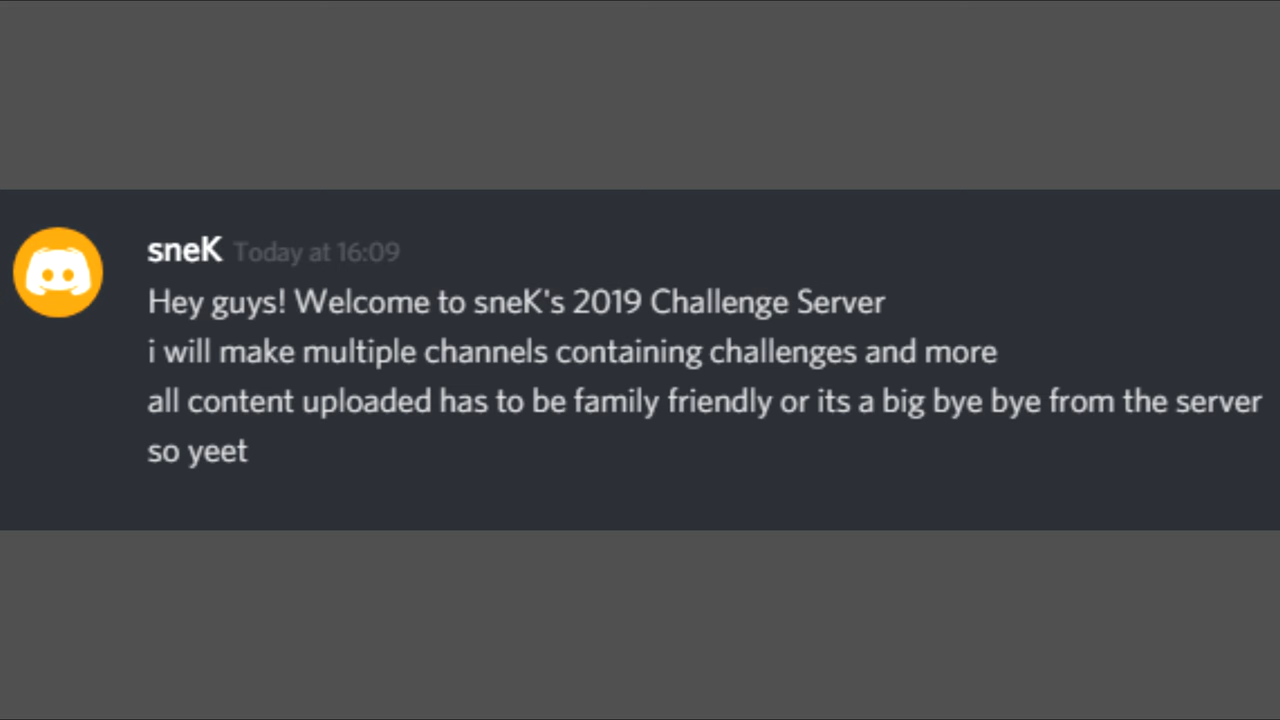 sneK Today at 16:09
Hey guys! Welcome to sneK's 2019 Challenge Server
i will make multiple channels containing challenges and more
all content uploaded has to be family friendly or its a big bye bye from the server
so yeet